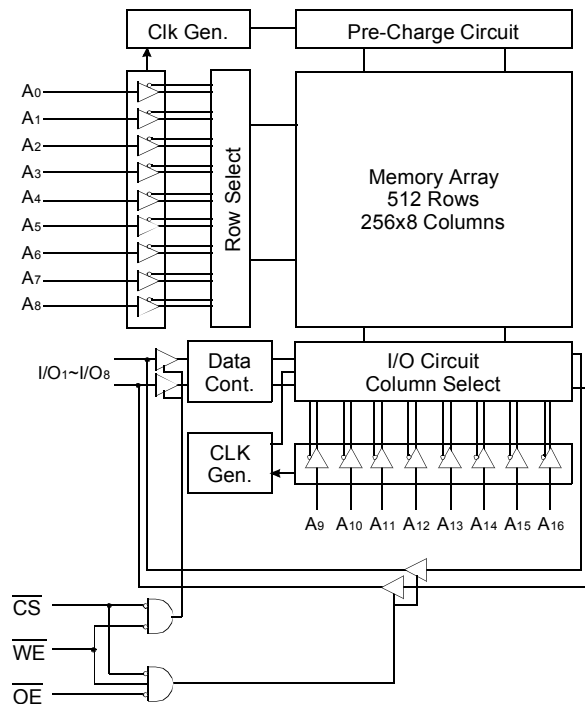 Clk Gen.
Pre-Charge Circuit
A0
A1
A2
A3
A4
A5
A6
A7
A8
Row Select
Memory Array
512 Rows
256x8 Columns
I/O1~I/O8
Data
Cont.
I/O Circuit
Column Select
CLK
Gen.
A9 A10 A11 A12 A13 A14 A15 A16
CS
WE
OE